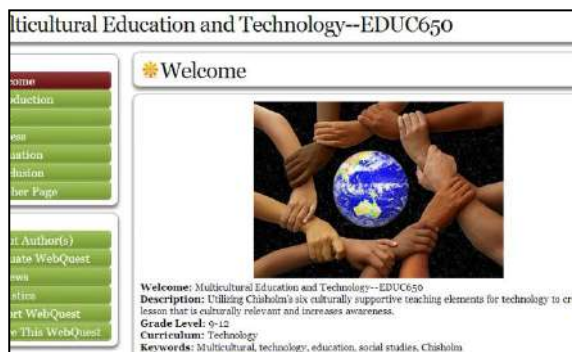 lticultural Education and Technology--EDUC650
ome
oduction
ess
uation
lusion
her Page
t Author(s)
uate WebQuest
ews
istics
rt WebQuest
e This WebQuest
Welcome
Welcome: Multicultural Education and Technology--EDUC650
Description: Utilizing Chisholm's six culturally supportive teaching elements for technology to cr
lesson that is culturally relevant and increases awareness.
Grade Level: 9-12
Curriculum: Technology
Keywords: Multicultural, technology, education, social studies, Chisholm